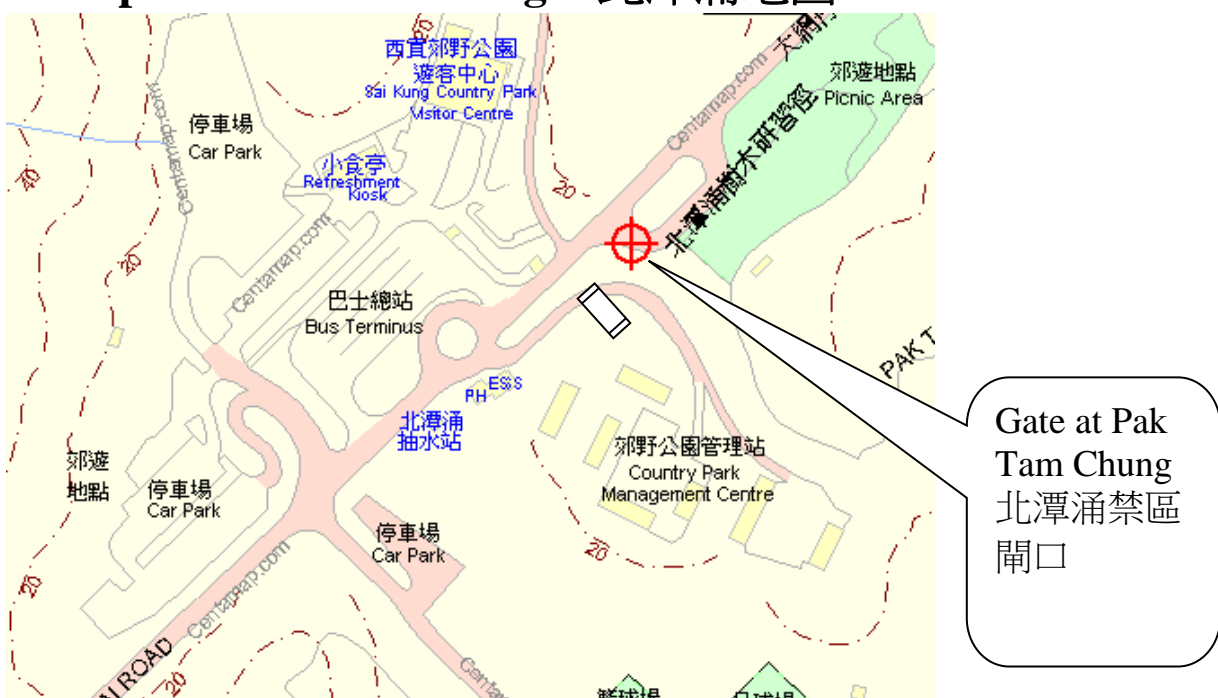 西貢郊野公園
遊客中心
Sai Kung Country Park
Visitor Centre
郊遊地點
Picnic Area
停車場
Car Park
Centamap.com
Centamap.com
小食亭
Refreshment
Kiosk
20
40
20
北潭涌樹木研習徑
Centamap.com
巴士總站
Bus Terminus
PAK T
ESS
PH
北潭涌
抽水站
Gate at Pak
Tam Chung
北潭涌禁區
閘口
郊野公園管理站
Country Park
Management Centre
郊遊
地點
停車場
Car Park
停車場
Car Park
20
20
Centamap.com
AI ROAD
20